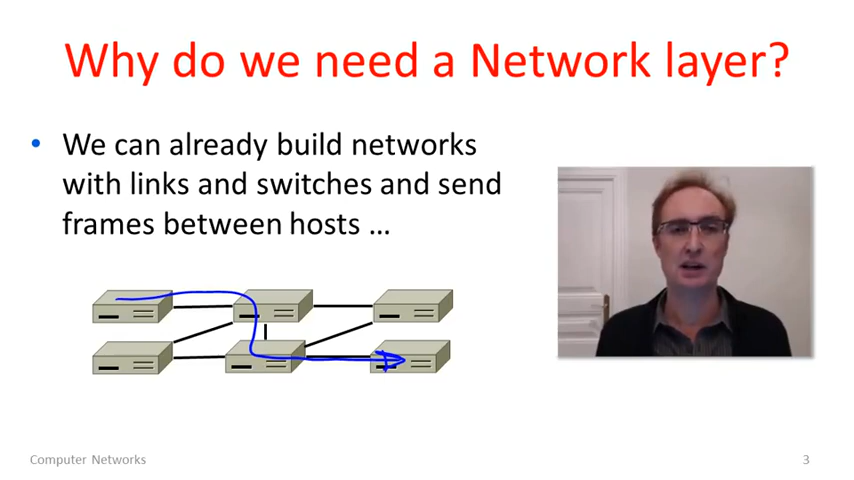 Why do we need a Network layer?
• We can already build networks
with links and switches and send
frames between hosts …
Computer Networks
3